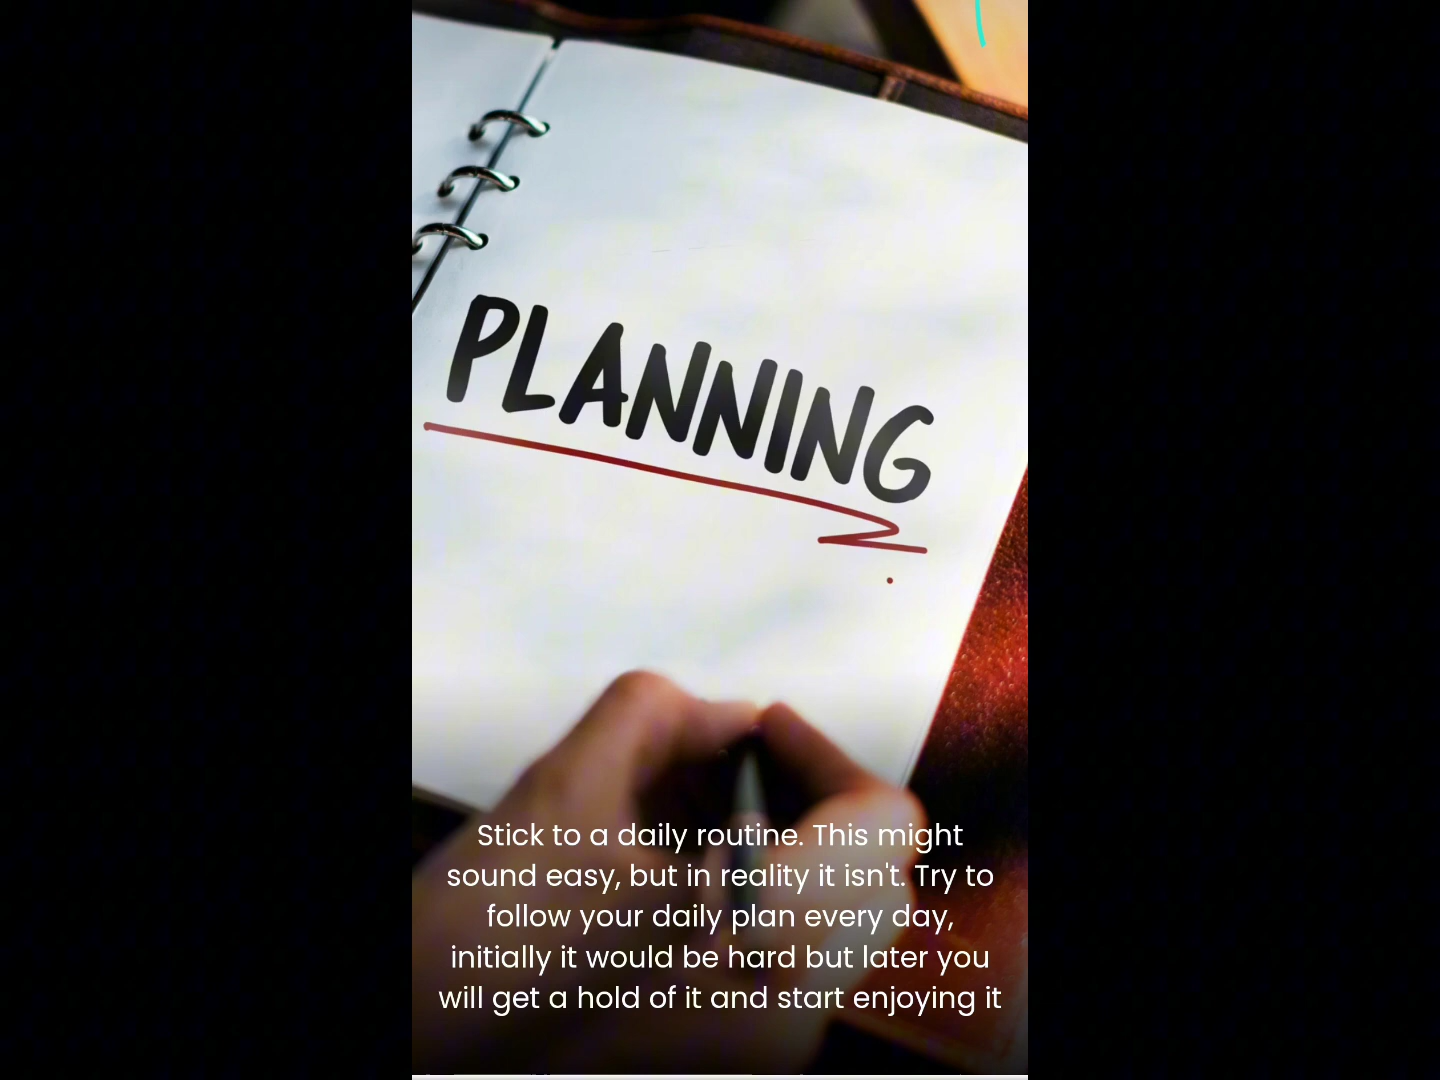 PLANNING
Stick to a daily routine. This might
sound easy, but in reality it isn't. Try to
follow your daily plan every day,
initially it would be hard but later you
will get a hold of it and start enjoying it